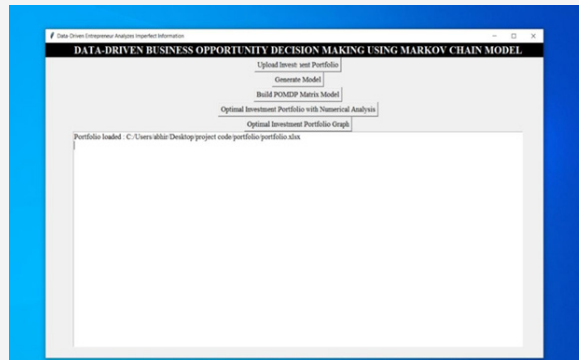 Data Driven Entrepreneur Analyzes Imperfect Information
DATA-DRIVEN BUSINESS OPPORTUNITY DECISION MAKING USING MARKOV CHAIN MODEL
Upload Invest sent Portfolio
Generate Model
Build POMDP Matrix Model
Optimal Investment Portfolio with Numerical Analysis
Optimal Investment Portfolio Graph
Portfolio loaded : C:/Users/abhir/Desktop/project code/portfolio/portfolio.xlsx